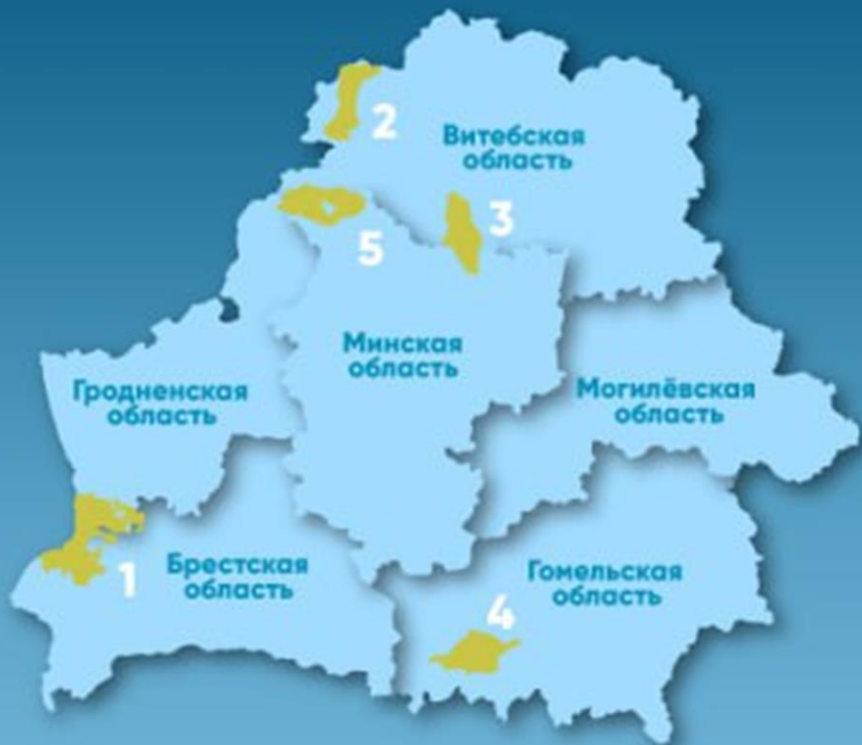 2
Витебская
область
3
5
Минская
область
Гродненская
область
Могилёвская
область
1
Брестская
область
Гомельская
область
4